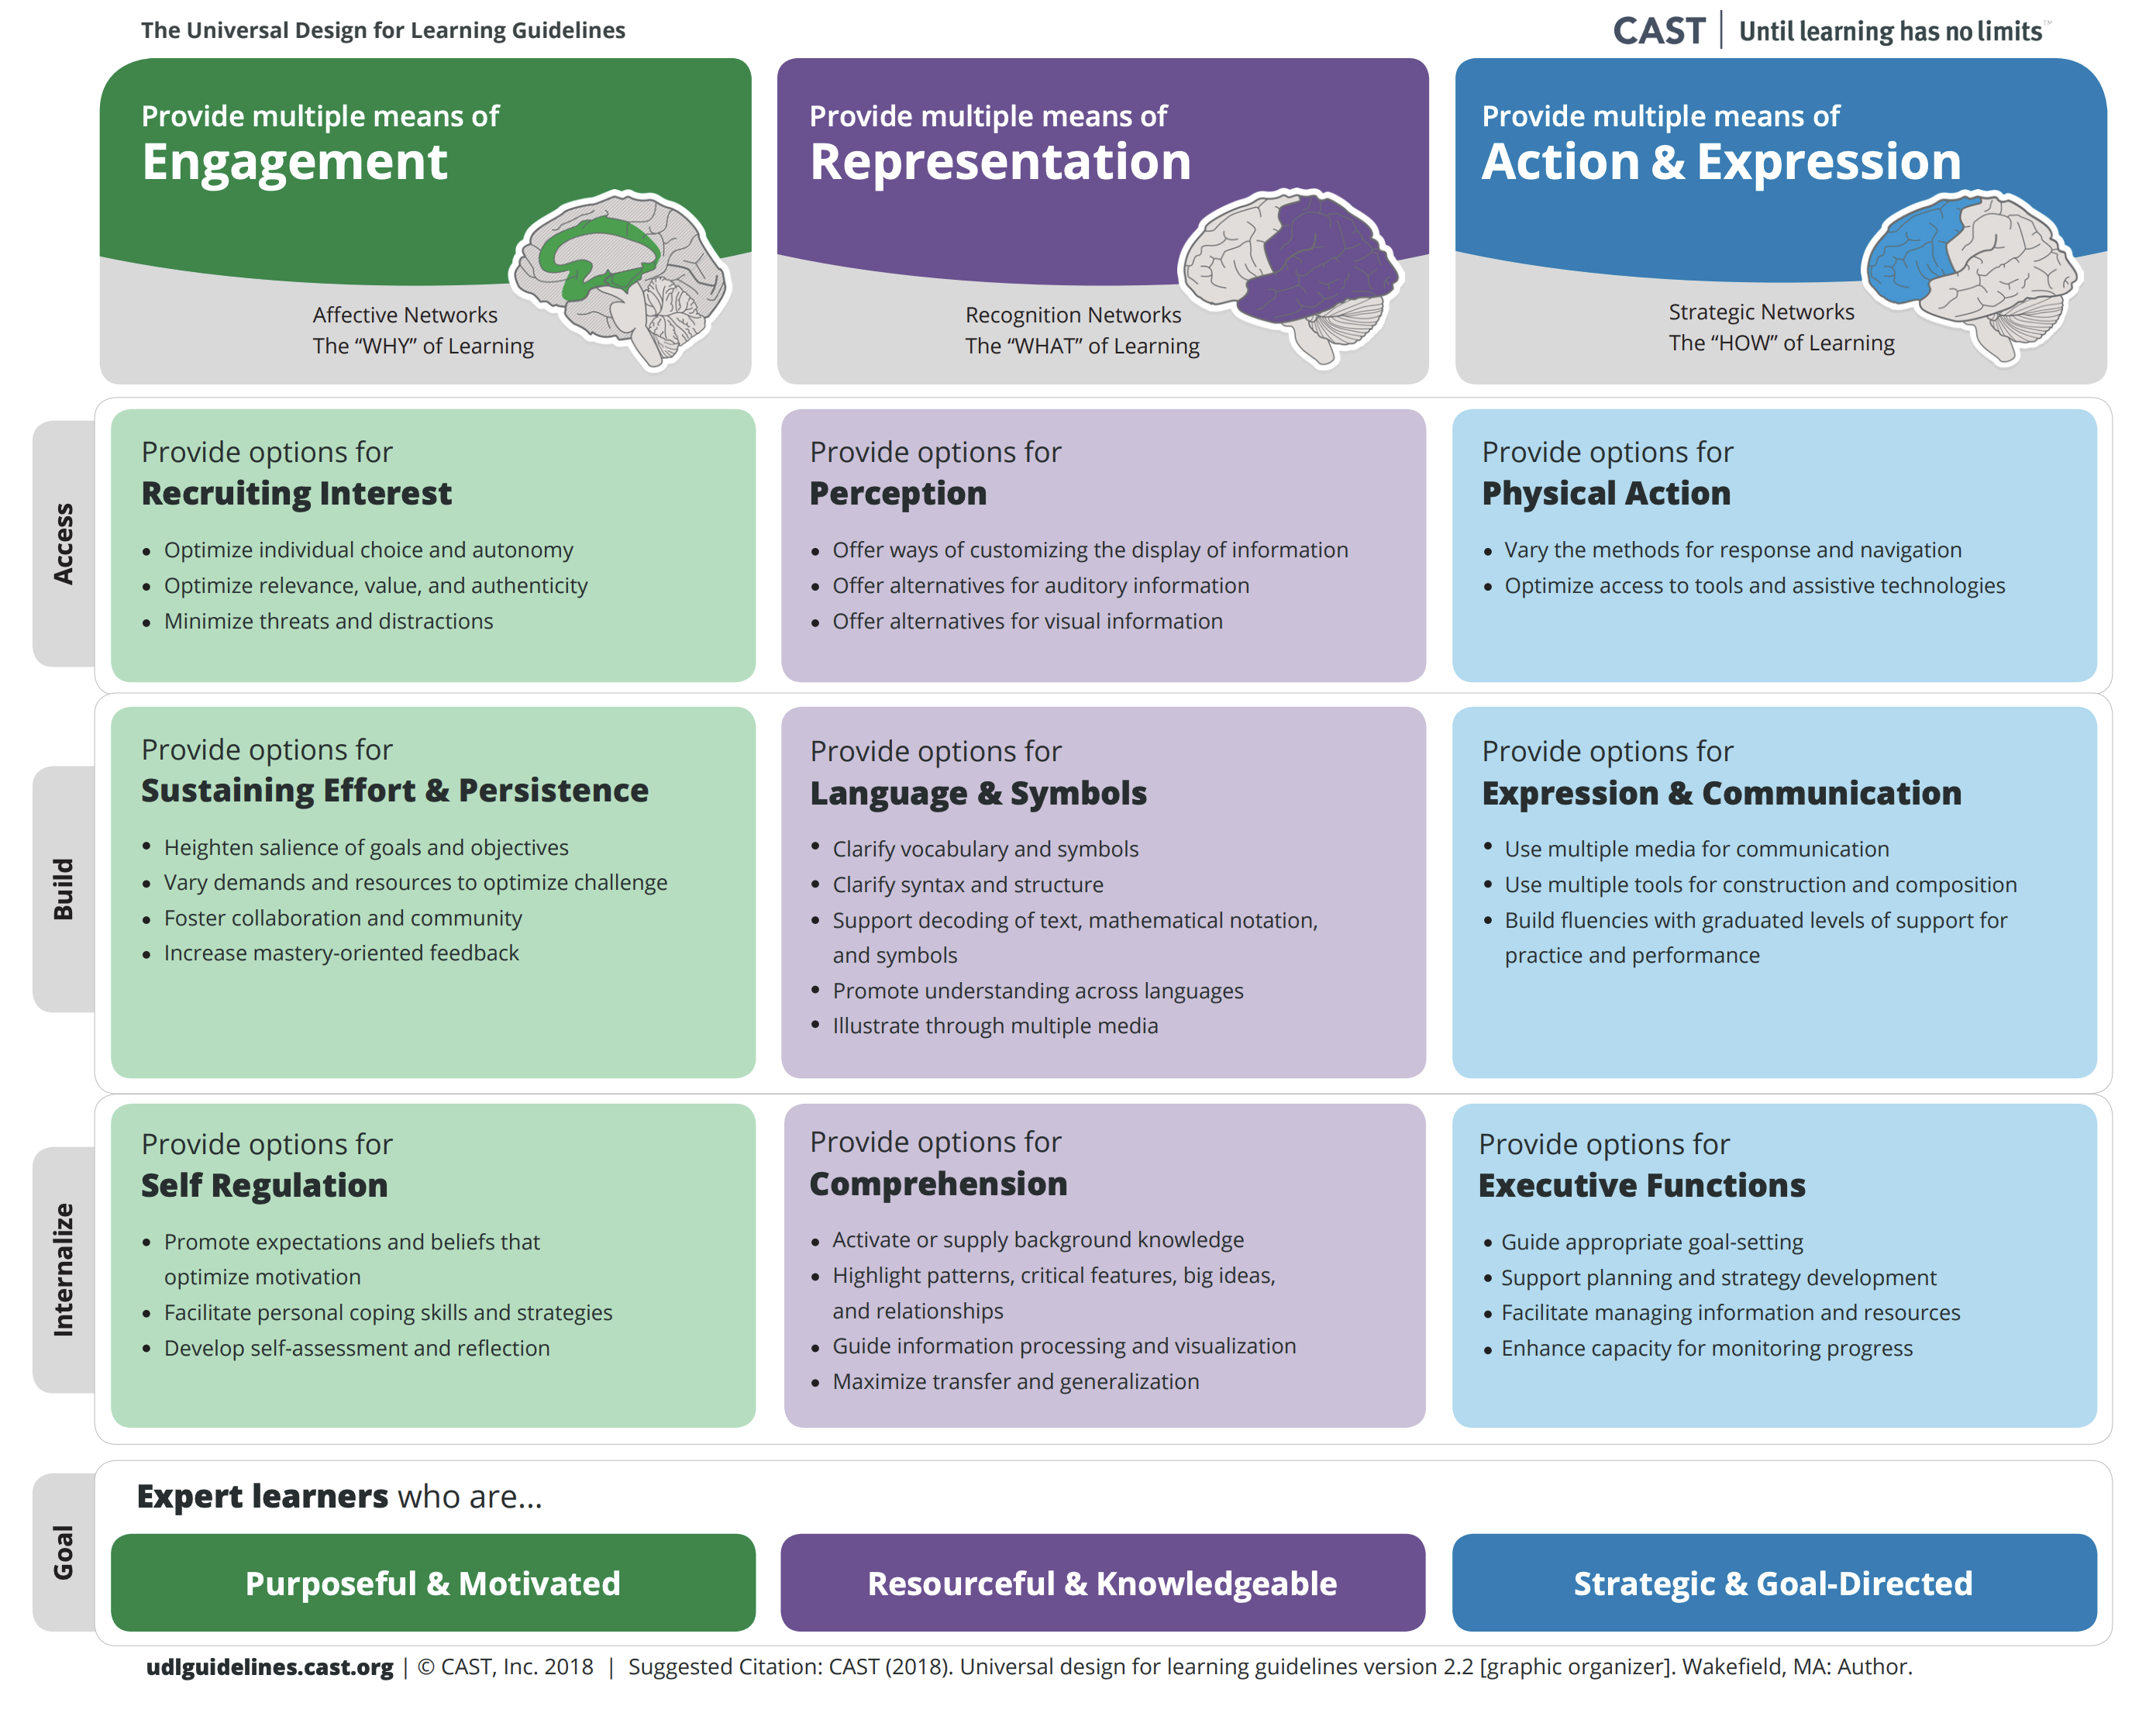 The Universal Design for Learning Guidelines
CAST | Until learning has no limits™
Provide multiple means of
Engagement
Affective Networks
The “WHY” of Learning
Provide multiple means of
Representation
Recognition Networks
The “WHAT” of Learning
Provide multiple means of
Action & Expression
Strategic Networks
The “HOW” of Learning
Access
Provide options for
Recruiting Interest
• Optimize individual choice and autonomy
• Optimize relevance, value, and authenticity
• Minimize threats and distractions
Provide options for
Perception
• Offer ways of customizing the display of information
• Offer alternatives for auditory information
• Offer alternatives for visual information
Provide options for
Physical Action
• Vary the methods for response and navigation
• Optimize access to tools and assistive technologies
Build
Provide options for
Sustaining Effort & Persistence
• Heighten salience of goals and objectives
• Vary demands and resources to optimize challenge
• Foster collaboration and community
• Increase mastery-oriented feedback
Provide options for
Language & Symbols
• Clarify vocabulary and symbols
• Clarify syntax and structure
• Support decoding of text, mathematical notation,
and symbols
• Promote understanding across languages
• Illustrate through multiple media
Provide options for
Expression & Communication
• Use multiple media for communication
• Use multiple tools for construction and composition
• Build fluencies with graduated levels of support for
practice and performance
Internalize
Provide options for
Self Regulation
• Promote expectations and beliefs that
optimize motivation
• Facilitate personal coping skills and strategies
• Develop self-assessment and reflection
Provide options for
Comprehension
• Activate or supply background knowledge
• Highlight patterns, critical features, big ideas,
and relationships
• Guide information processing and visualization
• Maximize transfer and generalization
Provide options for
Executive Functions
• Guide appropriate goal-setting
• Support planning and strategy development
• Facilitate managing information and resources
• Enhance capacity for monitoring progress
Goal
Expert learners who are...
Purposeful & Motivated
Resourceful & Knowledgeable
Strategic & Goal-Directed
udlguidelines.cast.org | © CAST, Inc. 2018 | Suggested Citation: CAST (2018). Universal design for learning guidelines version 2.2 [graphic organizer]. Wakefield, MA: Author.